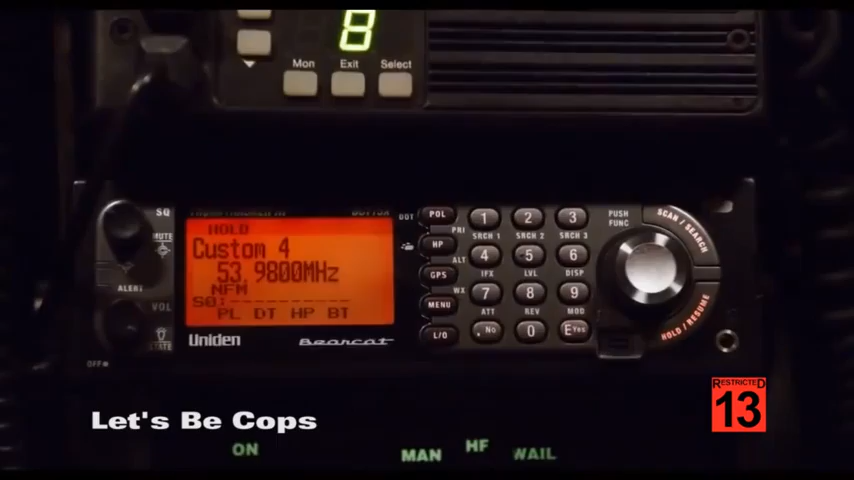 8
Mon Exit Select
SQ
MUTE
ALERT
VOL
OFF
HOLD
Custom 4
53.9800MHz
NFM
S0:
PL DT HP BT
Uniden Bearcat
DOT
POL
PRI
HP
ALT
GPS
WX
MENU
L/O
1 2 3
SRCH 1 SRCH 2 SRCH 3
4 5 6
IFX LVL DISP
7 8 9
ATT REV MOD
. No 0 E Yes
PUSH
FUNC
SCAN / SEARCH
HOLD / RESUME
Let's Be Cops
RESTRICTED
13
ON MAN HF WAIL